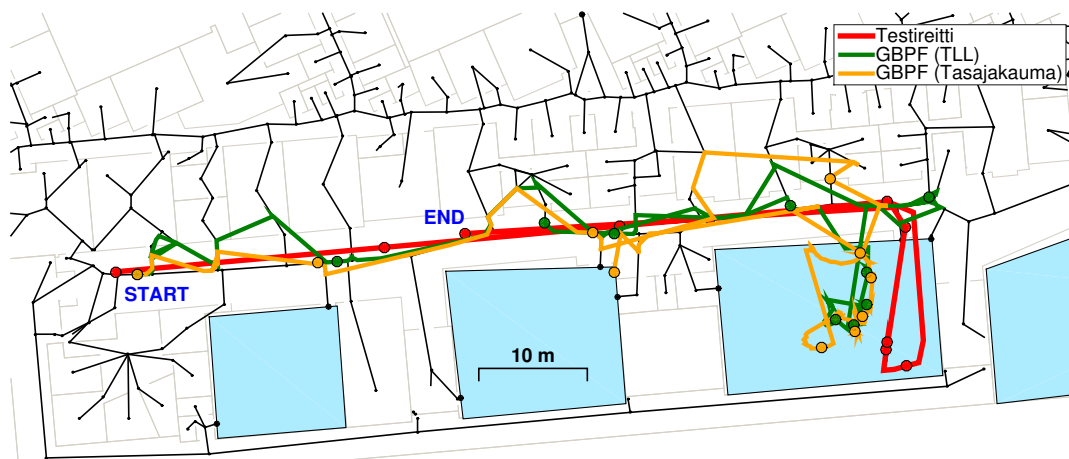 Testireitti
GBPF (TLL)
GBPF (Tasajakauma)
END
START
10 m